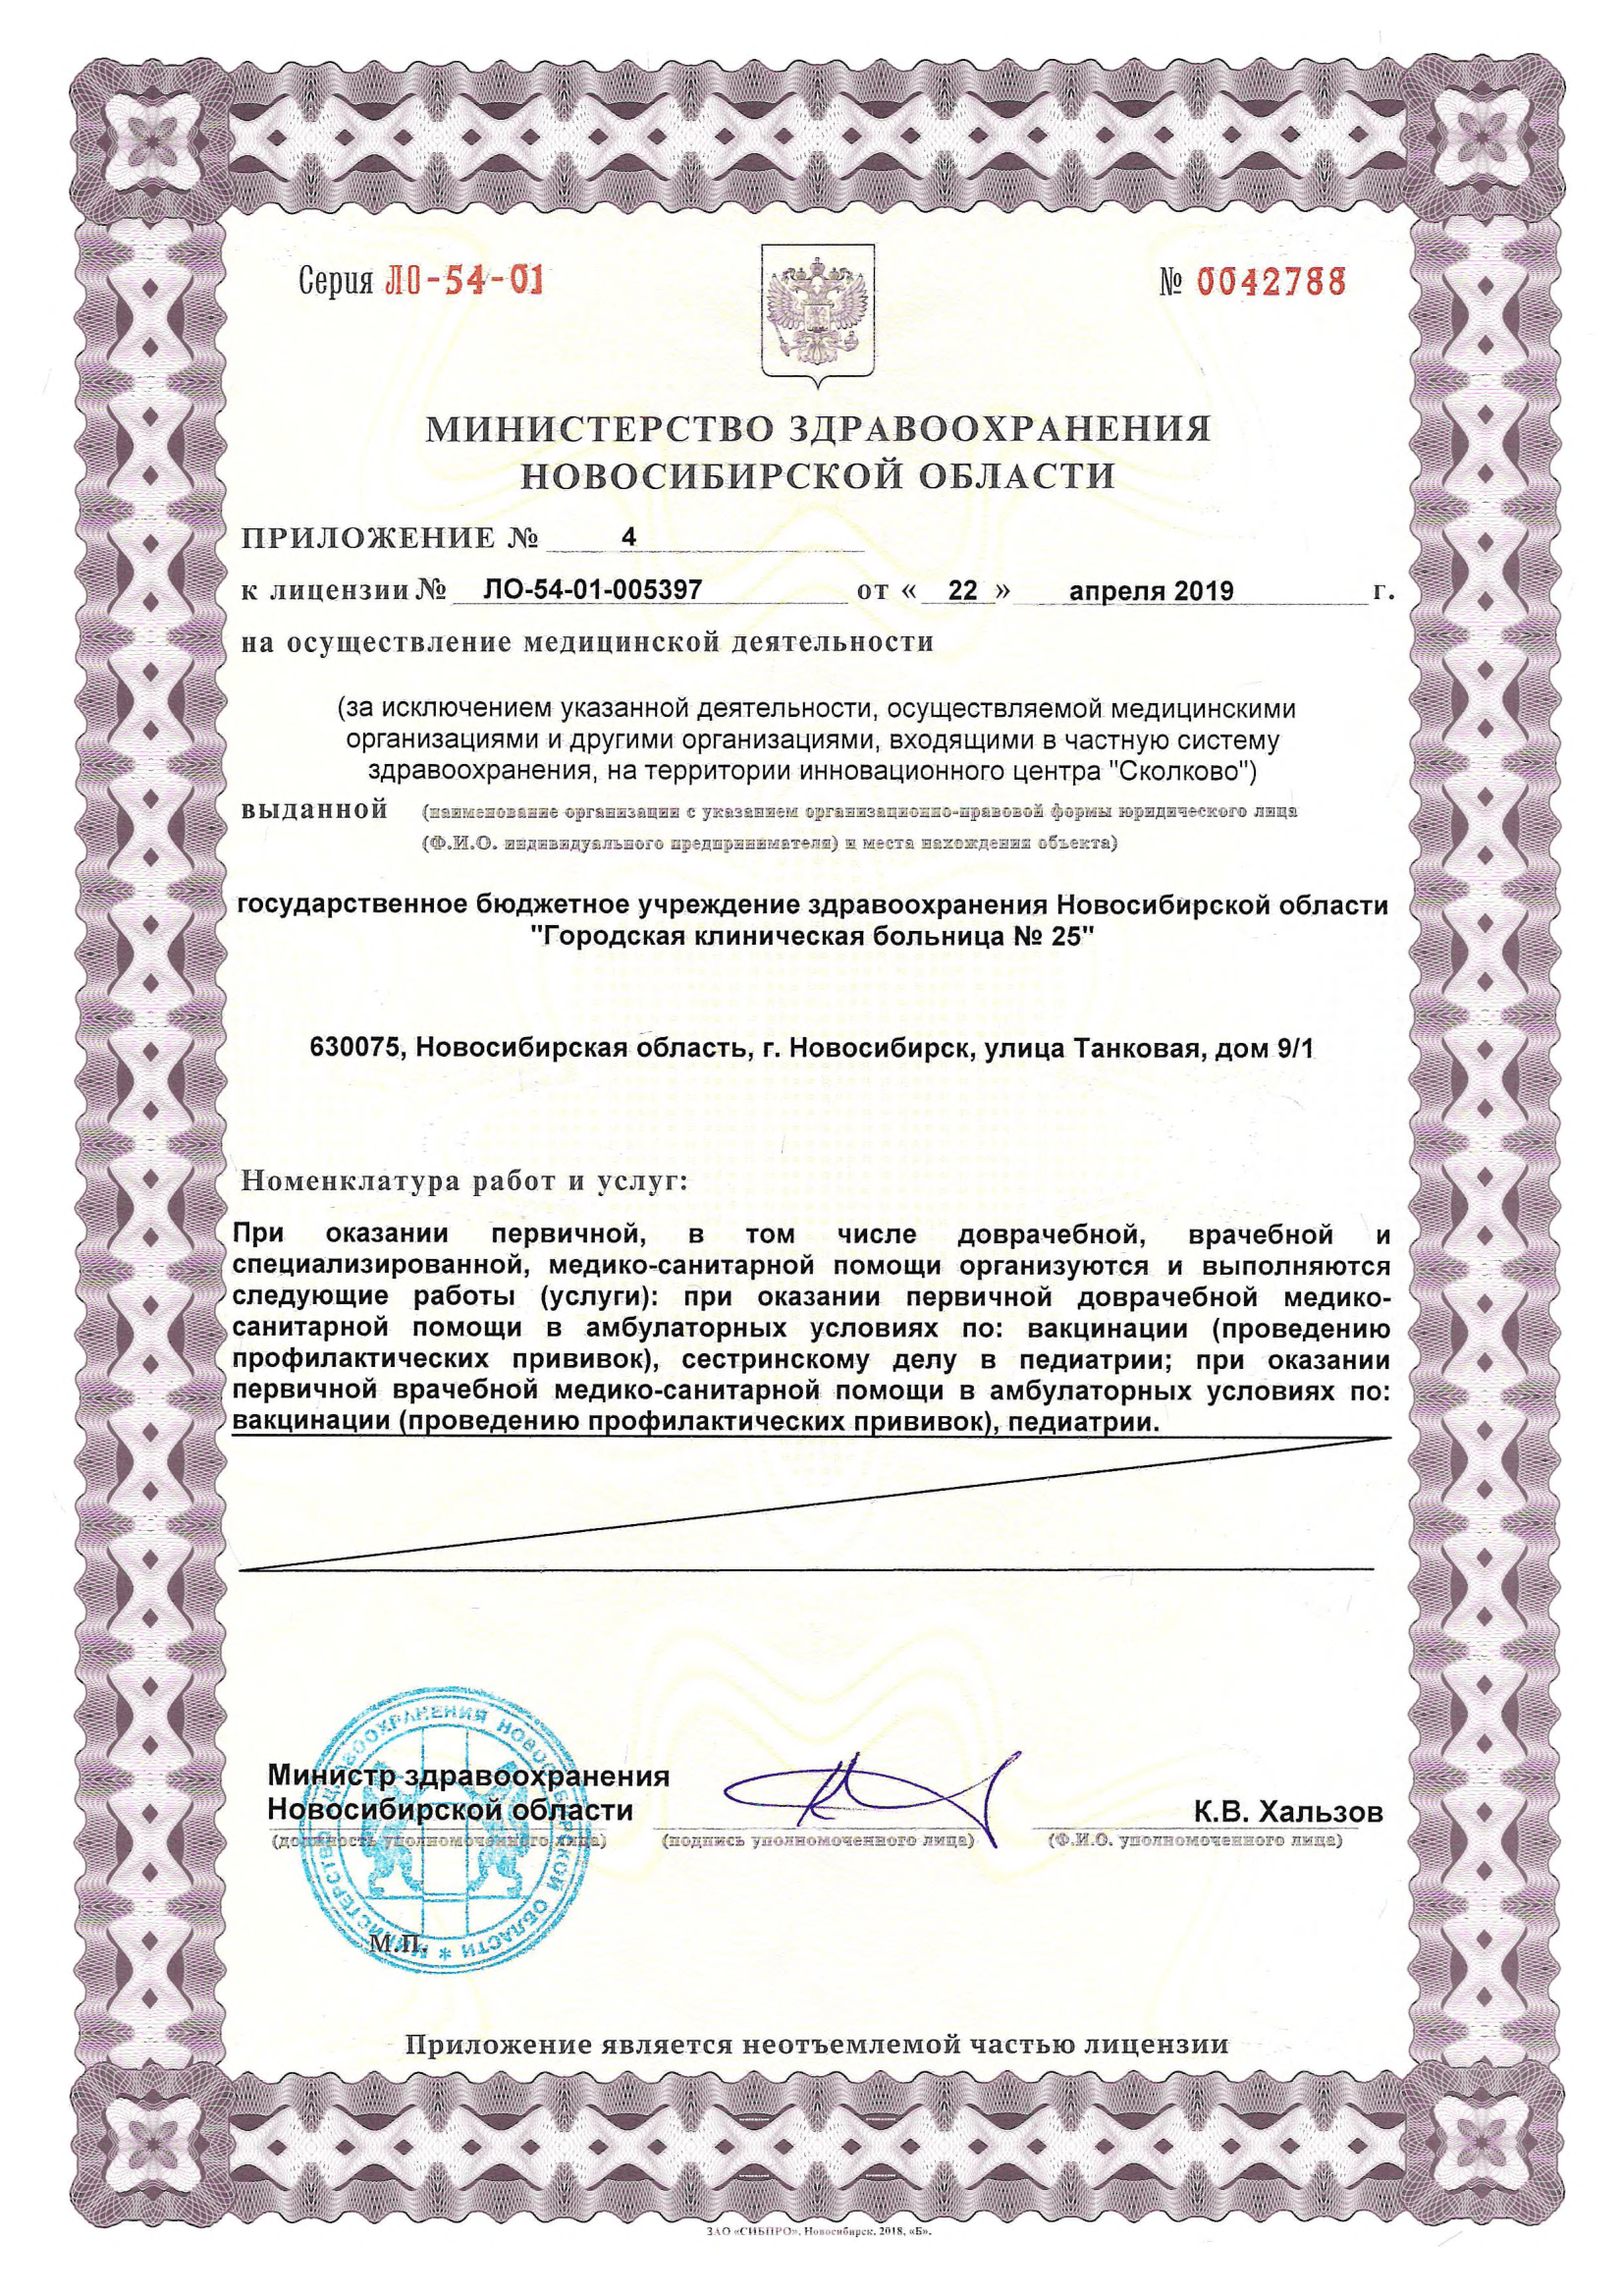 Серия ЛО-54-01
№ 0042788
МИНИСТЕРСТВО ЗДРАВООХРАНЕНИЯ
НОВОСИБИРСКОЙ ОБЛАСТИ
ПРИЛОЖЕНИЕ № 4
к лицензии № ЛО-54-01-005397 от « 22 » апреля 2019 г.
на осуществление медицинской деятельности
(за исключением указанной деятельности, осуществляемой медицинскими
организациями и другими организациями, входящими в частную систему
здравоохранения, на территории инновационного центра "Сколково")
выданной (наименование организации с указанием организационно-правовой формы юридического лица
(Ф.И.О. индивидуального предпринимателя) и места нахождения объекта)
государственное бюджетное учреждение здравоохранения Новосибирской области
"Городская клиническая больница № 25"
630075, Новосибирская область, г. Новосибирск, улица Танковая, дом 9/1
Номенклатура работ и услуг:
При оказании первичной, в том числе доврачебной, врачебной и
специализированной, медико-санитарной помощи организуются и выполняются
следующие работы (услуги): при оказании первичной доврачебной медико-
санитарной помощи в амбулаторных условиях по: вакцинации (проведению
профилактических прививок), сестринскому делу в педиатрии; при оказании
первичной врачебной медико-санитарной помощи в амбулаторных условиях по:
вакцинации (проведению профилактических прививок), педиатрии.
Министр здравоохранения
Новосибирской области
К.В. Хальзов
(должность уполномоченного лица) (подпись уполномоченного лица) (Ф.И.О. уполномоченного лица)
МИНИСТЕРСТВО ЗДРАВООХРАНЕНИЯ НОВОСИБИРСКОЙ ОБЛАСТИ *
М.П.
Приложение является неотъемлемой частью лицензии
ЗАО «СИБПРО», Новосибирск, 2018, «Б».